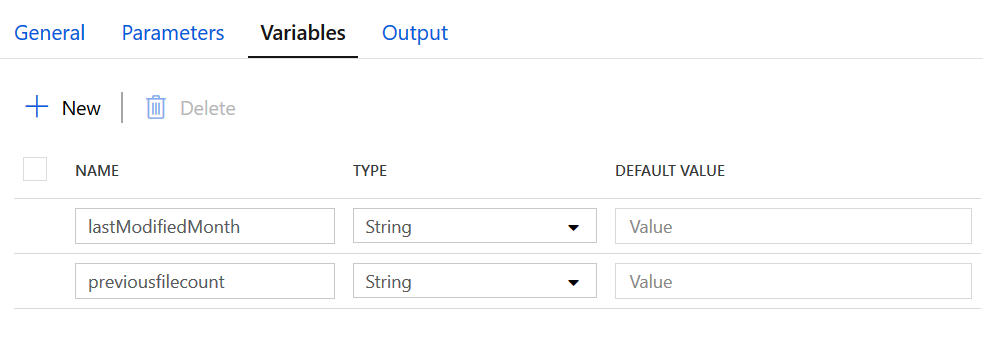 General Parameters Variables Output
New Delete
NAME TYPE DEFAULT VALUE
lastModifiedMonth String Value
previousfilecount String Value